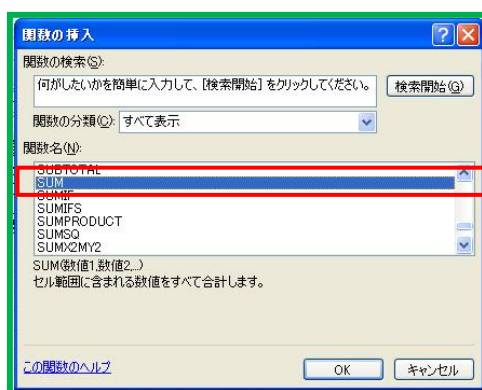 関数の挿入
関数の検索(S):
何がしたいかを簡単に入力して、[検索開始] をクリックしてください。
検索開始(G)
関数の分類(C): すべて表示
関数名(N):
SUBTOTAL
SUM
SUMIF
SUMIFS
SUMPRODUCT
SUMSQ
SUMX2MY2
SUM(数値1,数値2,...)
セル範囲に含まれる数値をすべて合計します。
この関数のヘルプ
OK
キャンセル